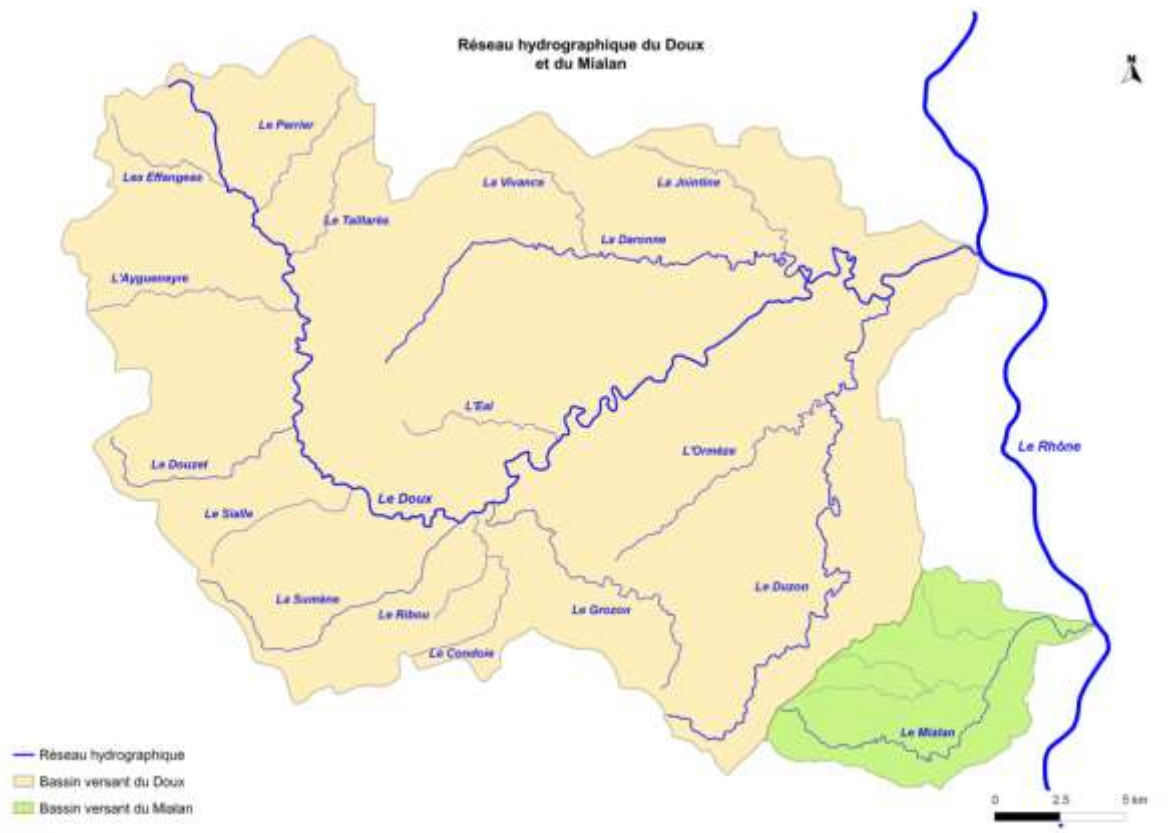 Réseau hydrographique du Doux
et du Mialan
N
Le Perrier
Les Effangeas
La Vivance
La Jointine
Le Taillarès
La Daronne
L'Aygueneyre
L'Eal
L'Ormèze
Le Rhône
Le Douzet
Le Doux
Le Sialle
La Sumène
Le Duzon
Le Ribou
Le Grozon
Le Condoie
Le Mialan
Réseau hydrographique
Bassin versant du Doux
Bassin versant du Mialan
0 2.5 5 km